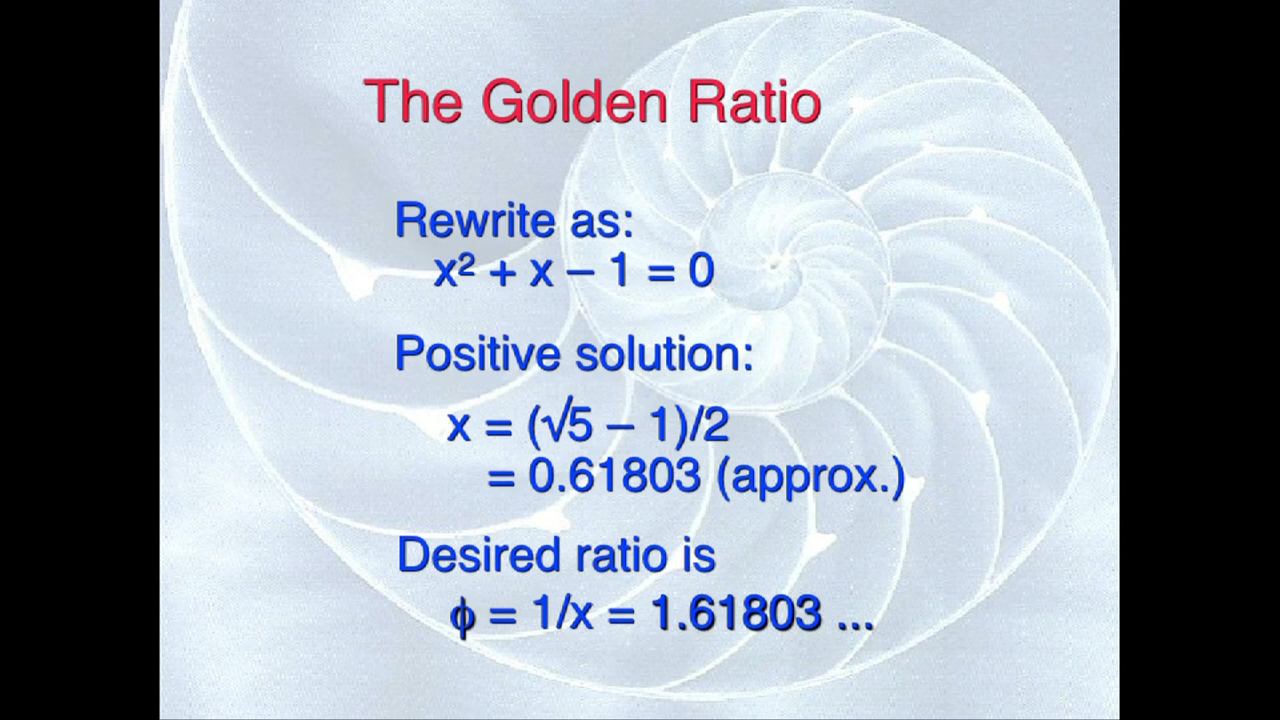 The Golden Ratio
Rewrite as:
x² + x – 1 = 0
Positive solution:
x = (√5 – 1)/2
= 0.61803 (approx.)
Desired ratio is
ϕ = 1/x = 1.61803 ...